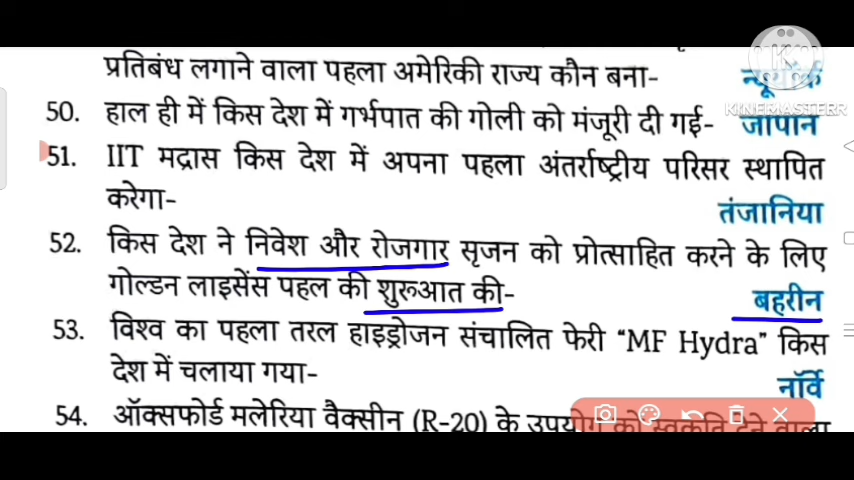 प्रतिबंध लगाने वाला पहला अमेरिकी राज्य कौन बना- न्यूयॉर्क
KINEMASTER
50. हाल ही में किस देश में गर्भपात की गोली को मंजूरी दी गई- जापान
51. IIT मद्रास किस देश में अपना पहला अंतर्राष्ट्रीय परिसर स्थापित
करेगा- तंजानिया
52. किस देश ने निवेश और रोजगार सृजन को प्रोत्साहित करने के लिए
गोल्डन लाइसेंस पहल की शुरूआत की- बहरीन
53. विश्व का पहला तरल हाइड्रोजन संचालित फेरी “MF Hydra” किस
देश में चलाया गया- नॉर्वे
54. ऑक्सफोर्ड मलेरिया वैक्सीन (R-20) के उपयोग को स्वकृति देने वाला